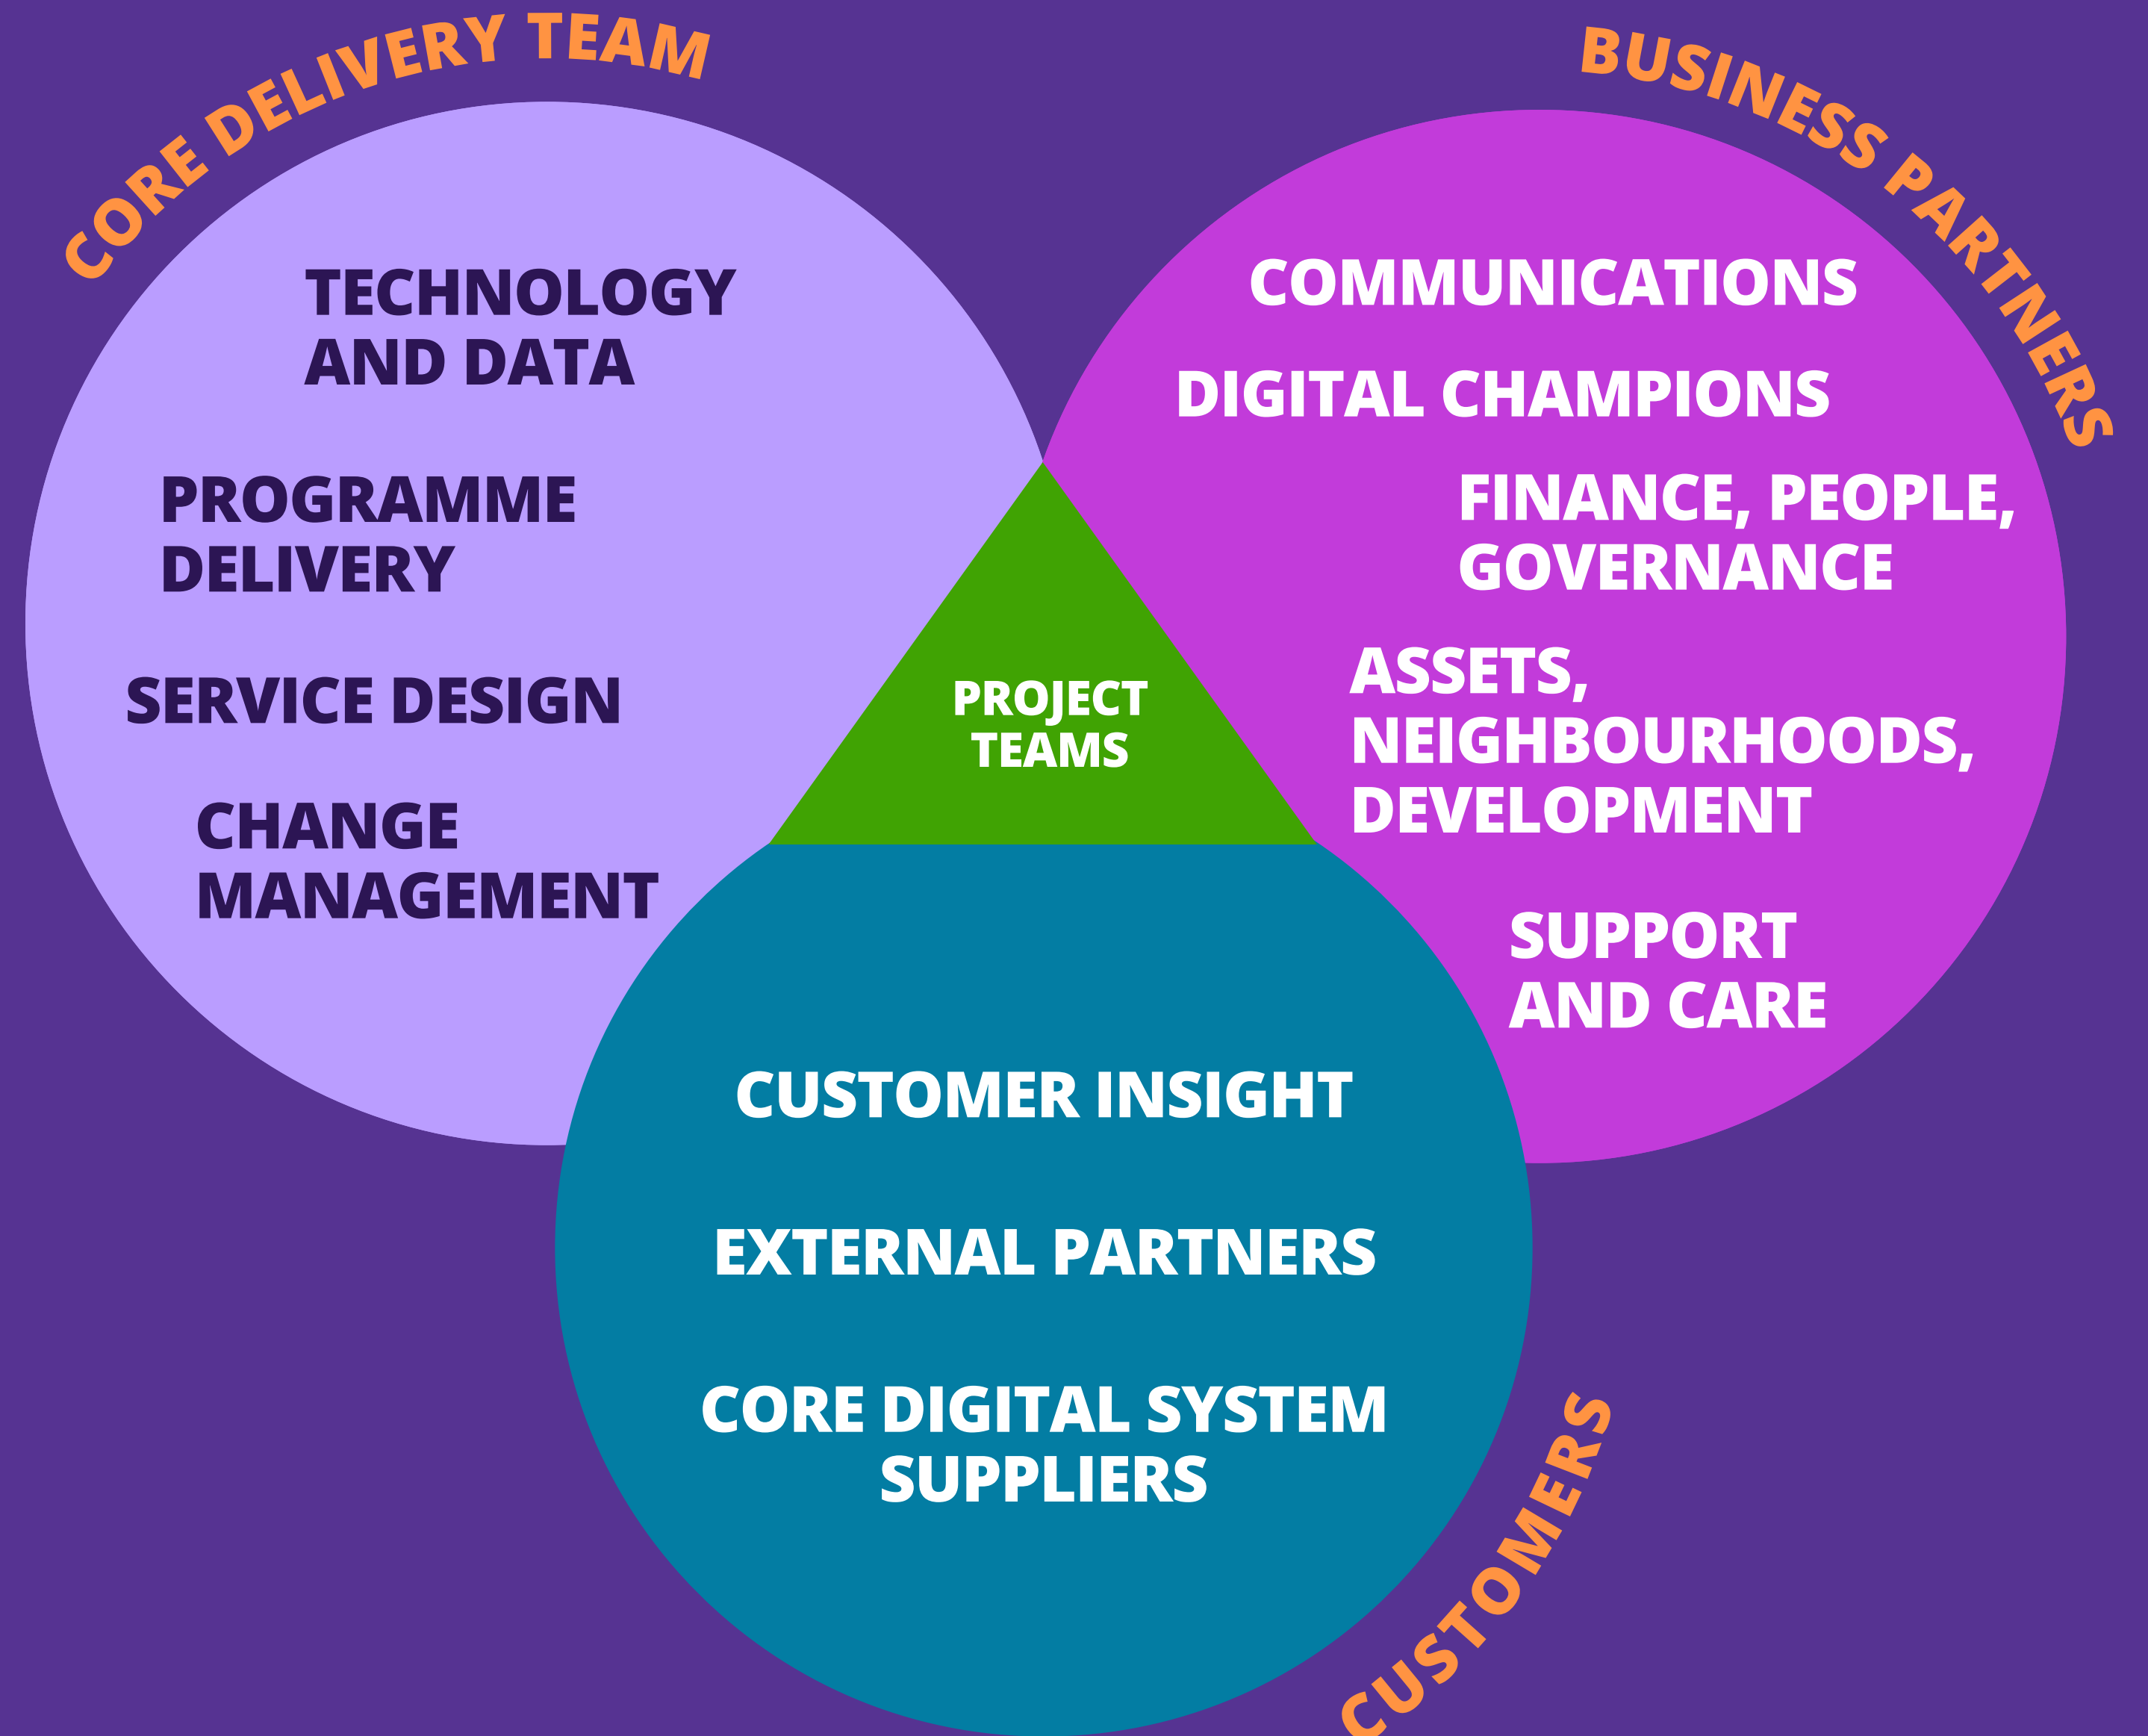 CORE DELIVERY TEAM
TECHNOLOGY
AND DATA
PROGRAMME
DELIVERY
SERVICE DESIGN
CHANGE
MANAGEMENT
BUSINESS PARTNERS
COMMUNICATIONS
DIGITAL CHAMPIONS
FINANCE, PEOPLE,
GOVERNANCE
ASSETS,
NEIGHBOURHOODS,
DEVELOPMENT
SUPPORT
AND CARE
PROJECT
TEAMS
CUSTOMER INSIGHT
EXTERNAL PARTNERS
CORE DIGITAL SYSTEM
SUPPLIERS
CUSTOMERS